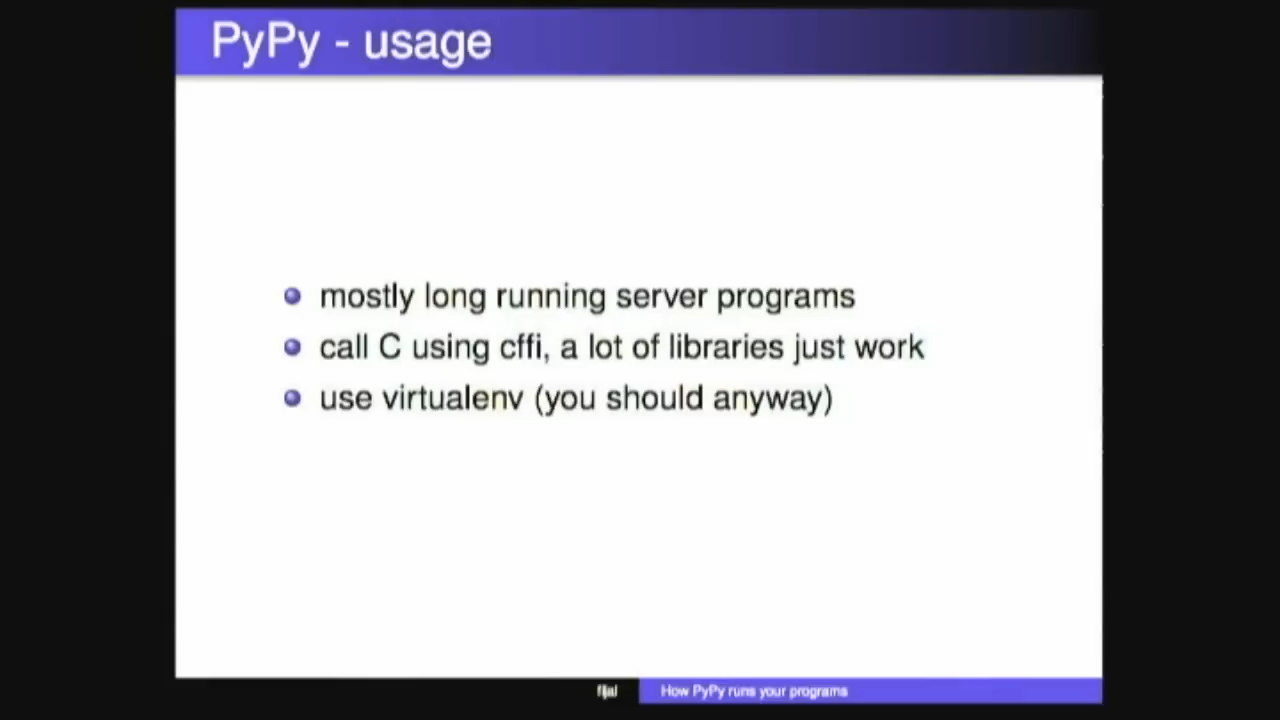 PyPy - usage
mostly long running server programs
call C using cffi, a lot of libraries just work
use virtualenv (you should anyway)
fijal
How PyPy runs your programs